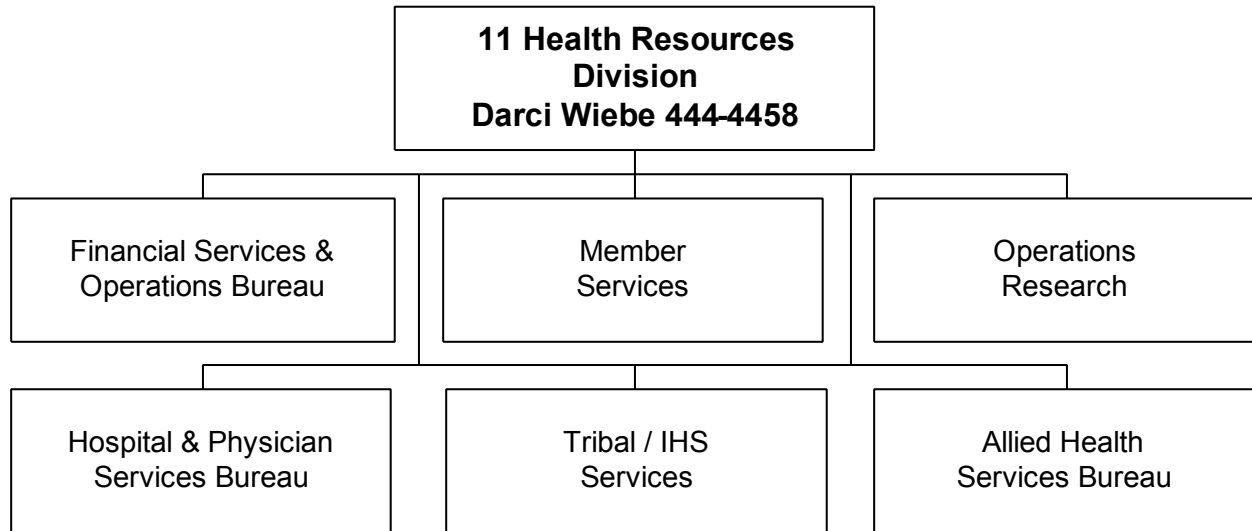 11 Health Resources
Division
Darci Wiebe 444-4458
Financial Services &
Operations Bureau
Member
Services
Operations
Research
Hospital & Physician
Services Bureau
Tribal / IHS
Services
Allied Health
Services Bureau